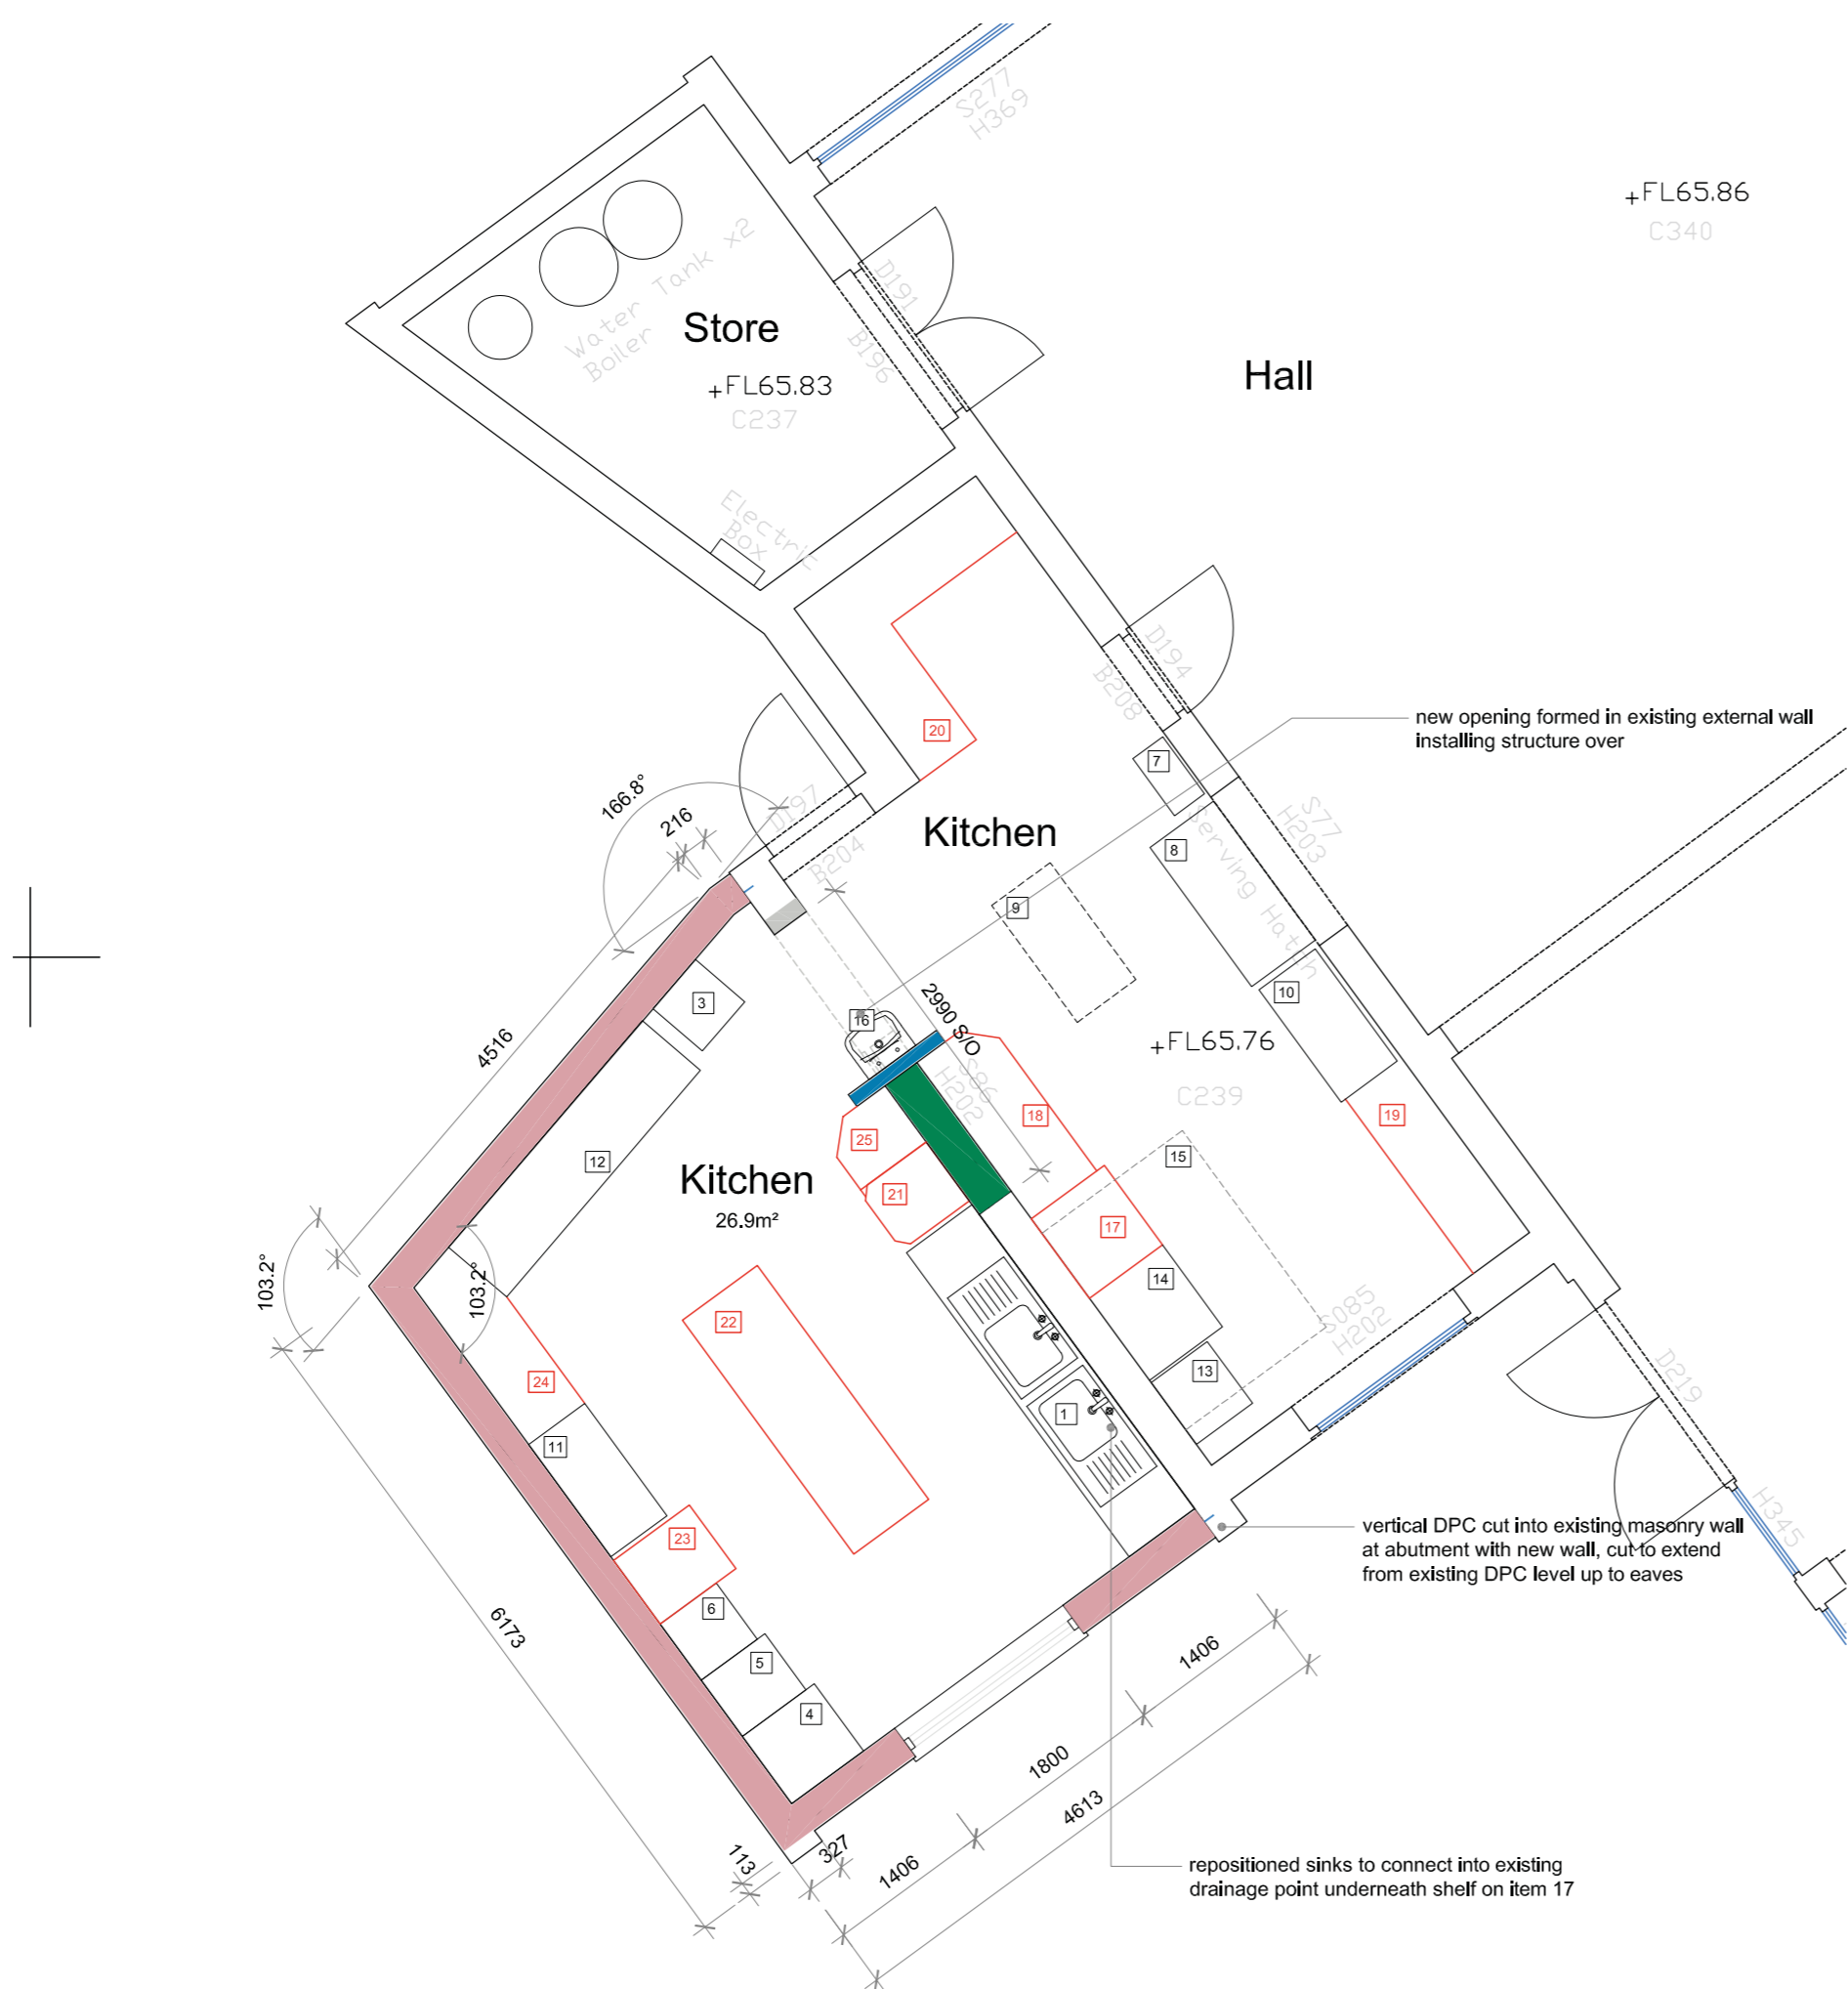 S277
H369
+FL65.86
C340
Water Tank x2
Boiler
Store
+FL65.83
C237
D191
B196
Hall
Electric
Box
D194
B208
new opening formed in existing external wall
installing structure over
20
7
166.8°
216
D197
B204
Kitchen
8
S77
H203
Serving Hatch
9
3
10
16
2990 S/O
4516
+FL65.76
C239
S86
H202
18
19
25
15
12
Kitchen
26.9m²
21
17
14
103.2°
103.2°
22
S085
H202
13
24
1
11
D219
H345
23
vertical DPC cut into existing masonry wall
at abutment with new wall, cut to extend
from existing DPC level up to eaves
6
6173
5
4
1406
1800
4613
113
327
1406
repositioned sinks to connect into existing
drainage point underneath shelf on item 17